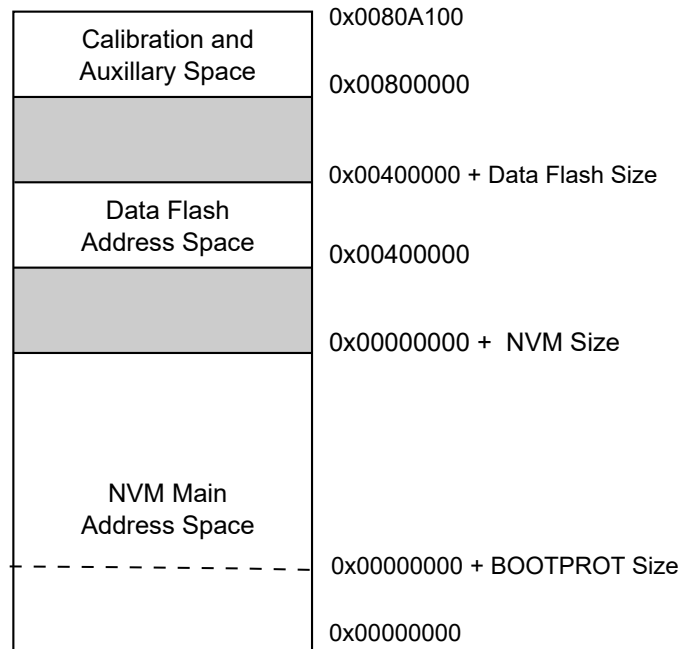 0x0080A100
Calibration and
Auxillary Space
0x00800000
0x00400000 + Data Flash Size
Data Flash
Address Space
0x00400000
0x00000000 + NVM Size
NVM Main
Address Space
0x00000000 + BOOTPROT Size
0x00000000